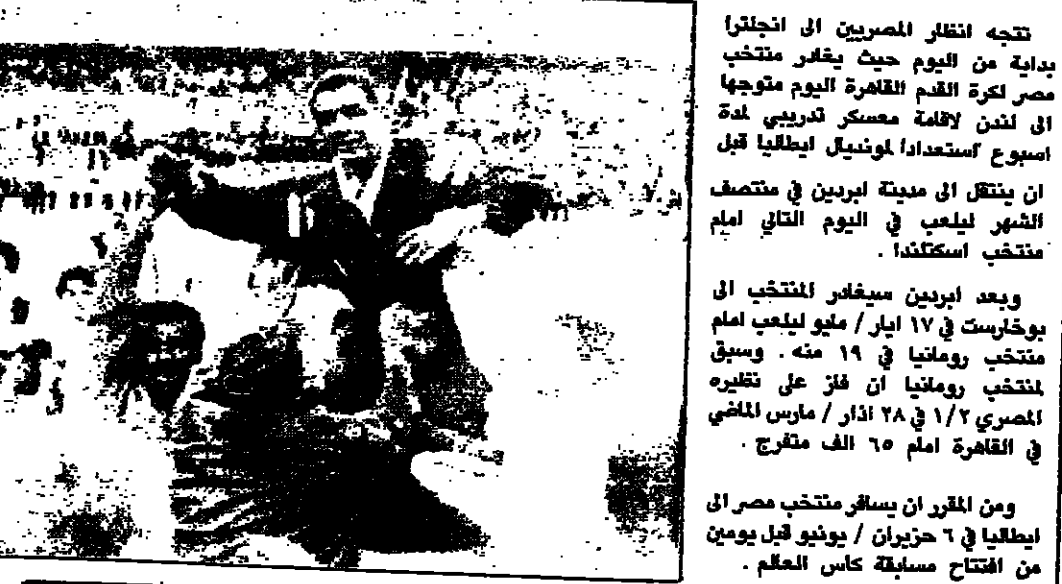 تتجه انظار المصريين الى انجلترا
بداية من اليوم حيث يغادر منتخب
مصر لكرة القدم القاهرة اليوم متوجها
الى لندن لاقامة معسكر تدريبي لمدة
اسبوع استعدادا لمونديال ايطاليا قبل
ان ينتقل الى مدينة ابردين في منتصف
الشهر ليلعب في اليوم التالي امام
منتخب اسكتلندا .
وبعد ابردين سيغادر المنتخب الى
بوخارست في ١٧ ايار / مايو ليلعب امام
منتخب رومانيا في ١٩ منه . وسبق
لمنتخب رومانيا ان فاز على نظيره
المصري ١/٢ في ٢٨ اذار / مارس الماضي
في القاهرة امام ٦٥ الف متفرج .
ومن المقرر ان يسافر منتخب مصر الى
ايطاليا في ٦ حزيران / يونيو قبل يومين
من افتتاح مسابقة كاس العالم .